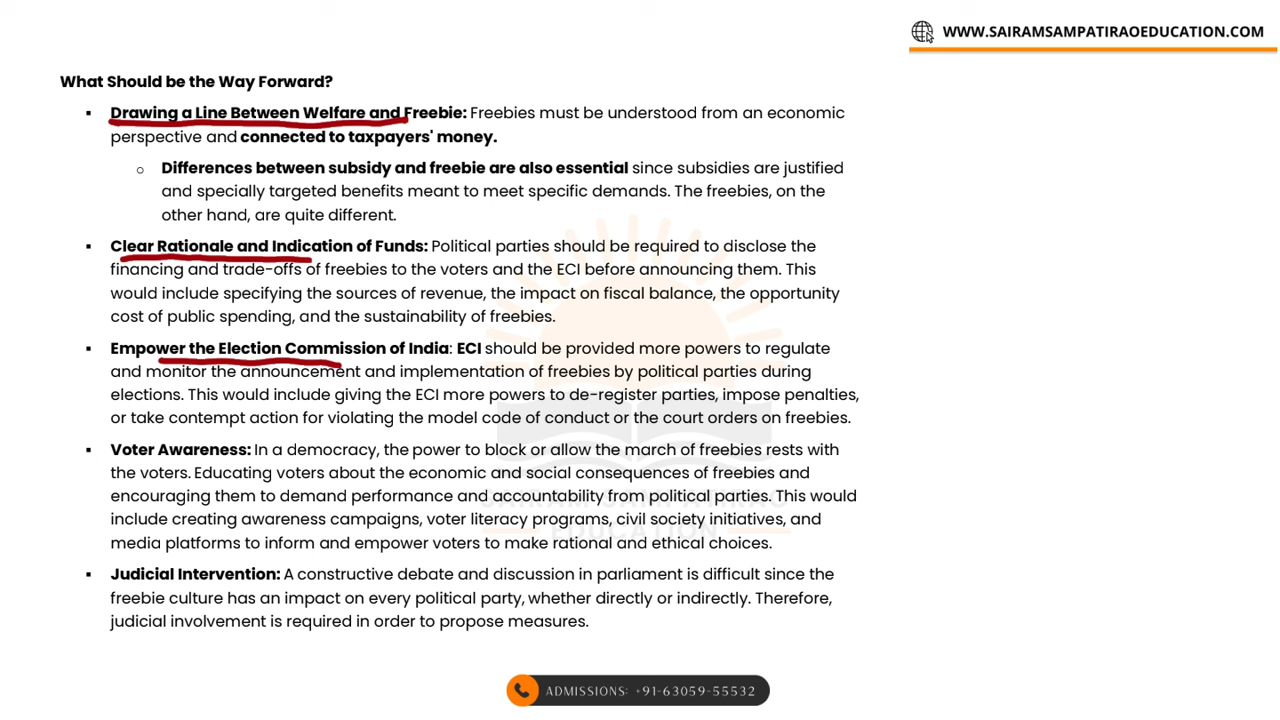 WWW.SAIRAMSAMPATIRAOEDUCATION.COM
What Should be the Way Forward?
▪ Drawing a Line Between Welfare and Freebie: Freebies must be understood from an economic
perspective and connected to taxpayers' money.
○ Differences between subsidy and freebie are also essential since subsidies are justified
and specially targeted benefits meant to meet specific demands. The freebies, on the
other hand, are quite different.
▪ Clear Rationale and Indication of Funds: Political parties should be required to disclose the
financing and trade-offs of freebies to the voters and the ECI before announcing them. This
would include specifying the sources of revenue, the impact on fiscal balance, the opportunity
cost of public spending, and the sustainability of freebies.
▪ Empower the Election Commission of India: ECI should be provided more powers to regulate
and monitor the announcement and implementation of freebies by political parties during
elections. This would include giving the ECI more powers to de-register parties, impose penalties,
or take contempt action for violating the model code of conduct or the court orders on freebies.
▪ Voter Awareness: In a democracy, the power to block or allow the march of freebies rests with
the voters. Educating voters about the economic and social consequences of freebies and
encouraging them to demand performance and accountability from political parties. This would
include creating awareness campaigns, voter literacy programs, civil society initiatives, and
media platforms to inform and empower voters to make rational and ethical choices.
▪ Judicial Intervention: A constructive debate and discussion in parliament is difficult since the
freebie culture has an impact on every political party, whether directly or indirectly. Therefore,
judicial involvement is required in order to propose measures.
SAIRAM SAMPATIRAO
EDUCATION
ADMISSIONS: +91-63059-55532